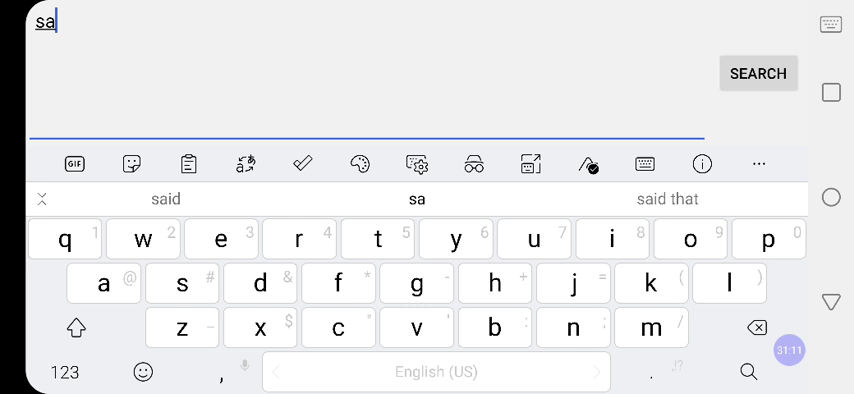 sa
SEARCH
GIF
said sa said that
q 1 w 2 e 3 r 4 t 5 y 6 u 7 i 8 o 9 p 0
a @ s # d & f * g - h + j = k ( l )
z _ x $ c " v ' b : n ; m /
31:11
123 , English (US) . .!?